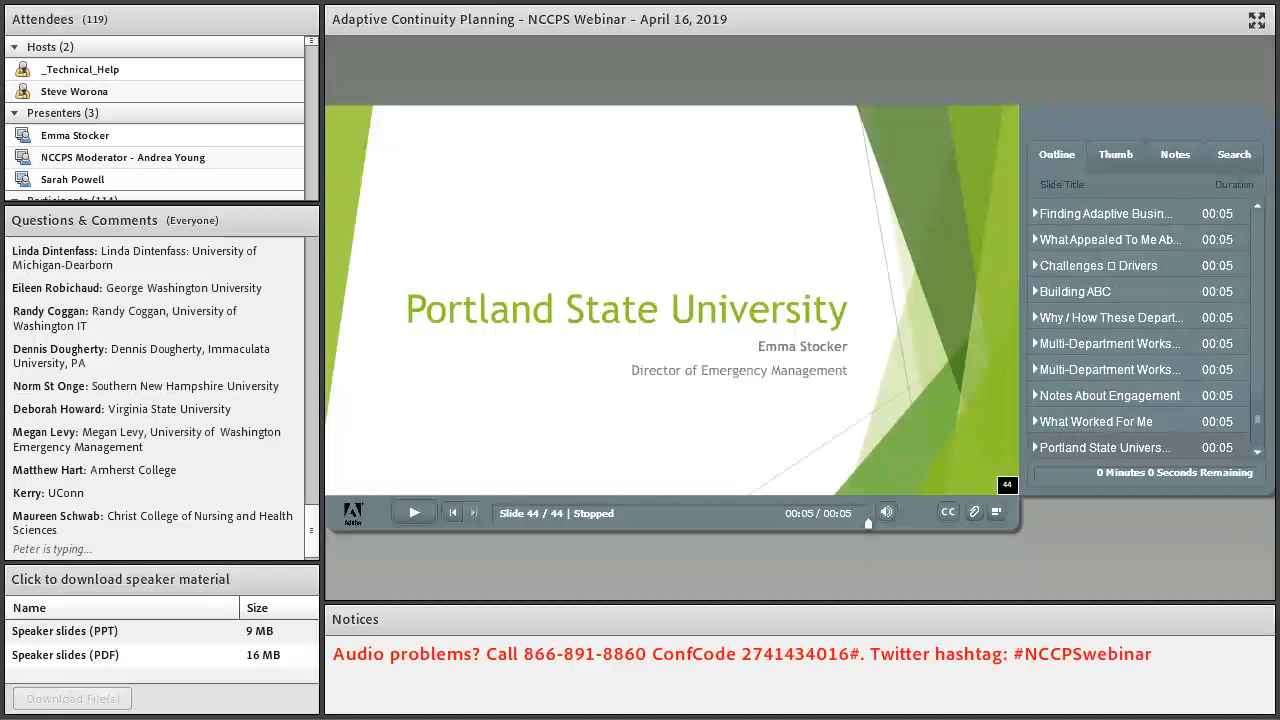 Attendees (119)
Hosts (2)
_Technical_Help
Steve Worona
Presenters (3)
Emma Stocker
NCCPS Moderator - Andrea Young
Sarah Powell
Participants (114)
Questions & Comments (Everyone)
Linda Dintenfass: Linda Dintenfass: University of
Michigan-Dearborn
Eileen Robichaud: George Washington University
Randy Coggan: Randy Coggan, University of
Washington IT
Dennis Dougherty: Dennis Dougherty, Immaculata
University, PA
Norm St Onge: Southern New Hampshire University
Deborah Howard: Virginia State University
Megan Levy: Megan Levy, University of Washington
Emergency Management
Matthew Hart: Amherst College
Kerry: UConn
Maureen Schwab: Christ College of Nursing and Health
Sciences
Peter is typing...
Click to download speaker material
Name Size
Speaker slides (PPT) 9 MB
Speaker slides (PDF) 16 MB
Download File(s)
Adaptive Continuity Planning - NCCPS Webinar - April 16, 2019
Portland State University
Emma Stocker
Director of Emergency Management
44
Adobe
Slide 44 / 44 | Stopped
00:05 / 00:05
CC
Outline Thumb Notes Search
Slide Title Duration
Finding Adaptive Busin... 00:05
What Appealed To Me Ab... 00:05
Challenges □ Drivers 00:05
Building ABC 00:05
Why / How These Depart... 00:05
Multi-Department Works... 00:05
Multi-Department Works... 00:05
Notes About Engagement 00:05
What Worked For Me 00:05
Portland State Univers... 00:05
0 Minutes 0 Seconds Remaining
Notices
Audio problems? Call 866-891-8860 ConfCode 2741434016#. Twitter hashtag: #NCCPSwebinar